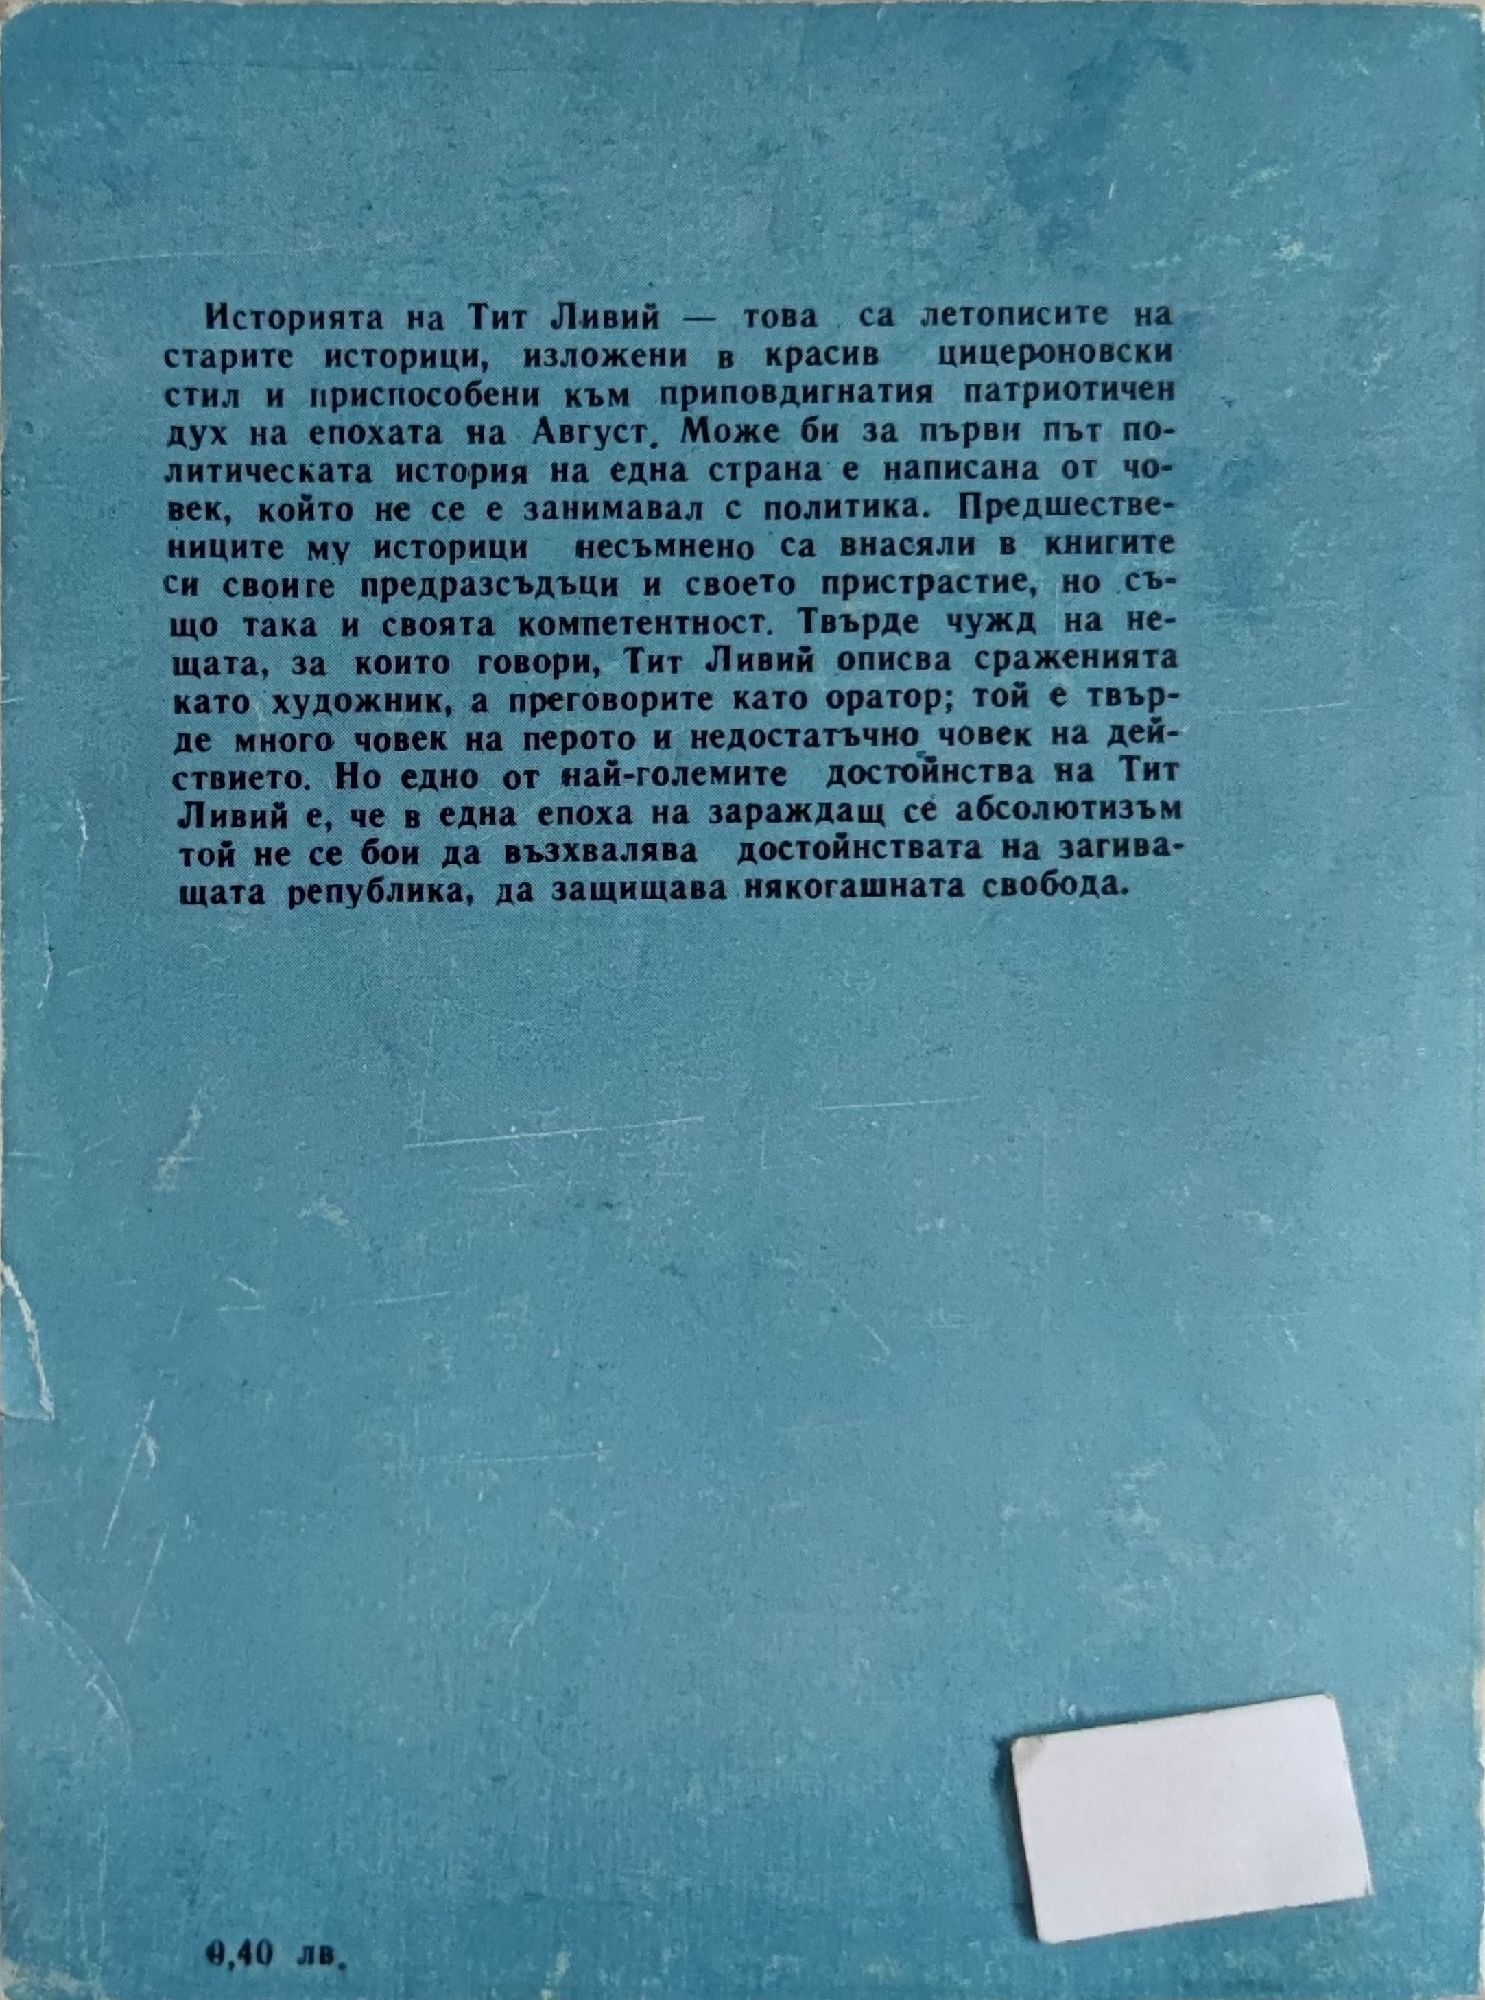 Историята на Тит Ливий — това са летописите на
старите историци, изложени в красив цицероновски
стил и приспособени към приповдигнатия патриотичен
дух на епохата на Август. Може би за първи път по-
литическата история на една страна е написана от чо-
век, който не се е занимавал с политика. Предшестве-
ниците му историци несъмнено са внасяли в книгите
си своите предразсъдъци и своето пристрастие, но съ-
що така и своята компетентност. Твърде чужд на не-
щата, за които говори, Тит Ливий описва сраженията
като художник, а преговорите като оратор; той е твър-
де много човек на перото и недостатъчно човек на дей-
ствието. Но едно от най-големите достойнства на Тит
Ливий е, че в една епоха на зараждащ се абсолютизъм
той не се бои да възхвалява достойнствата на загива-
щата република, да защищава някогашната свобода.
0,40 лв.